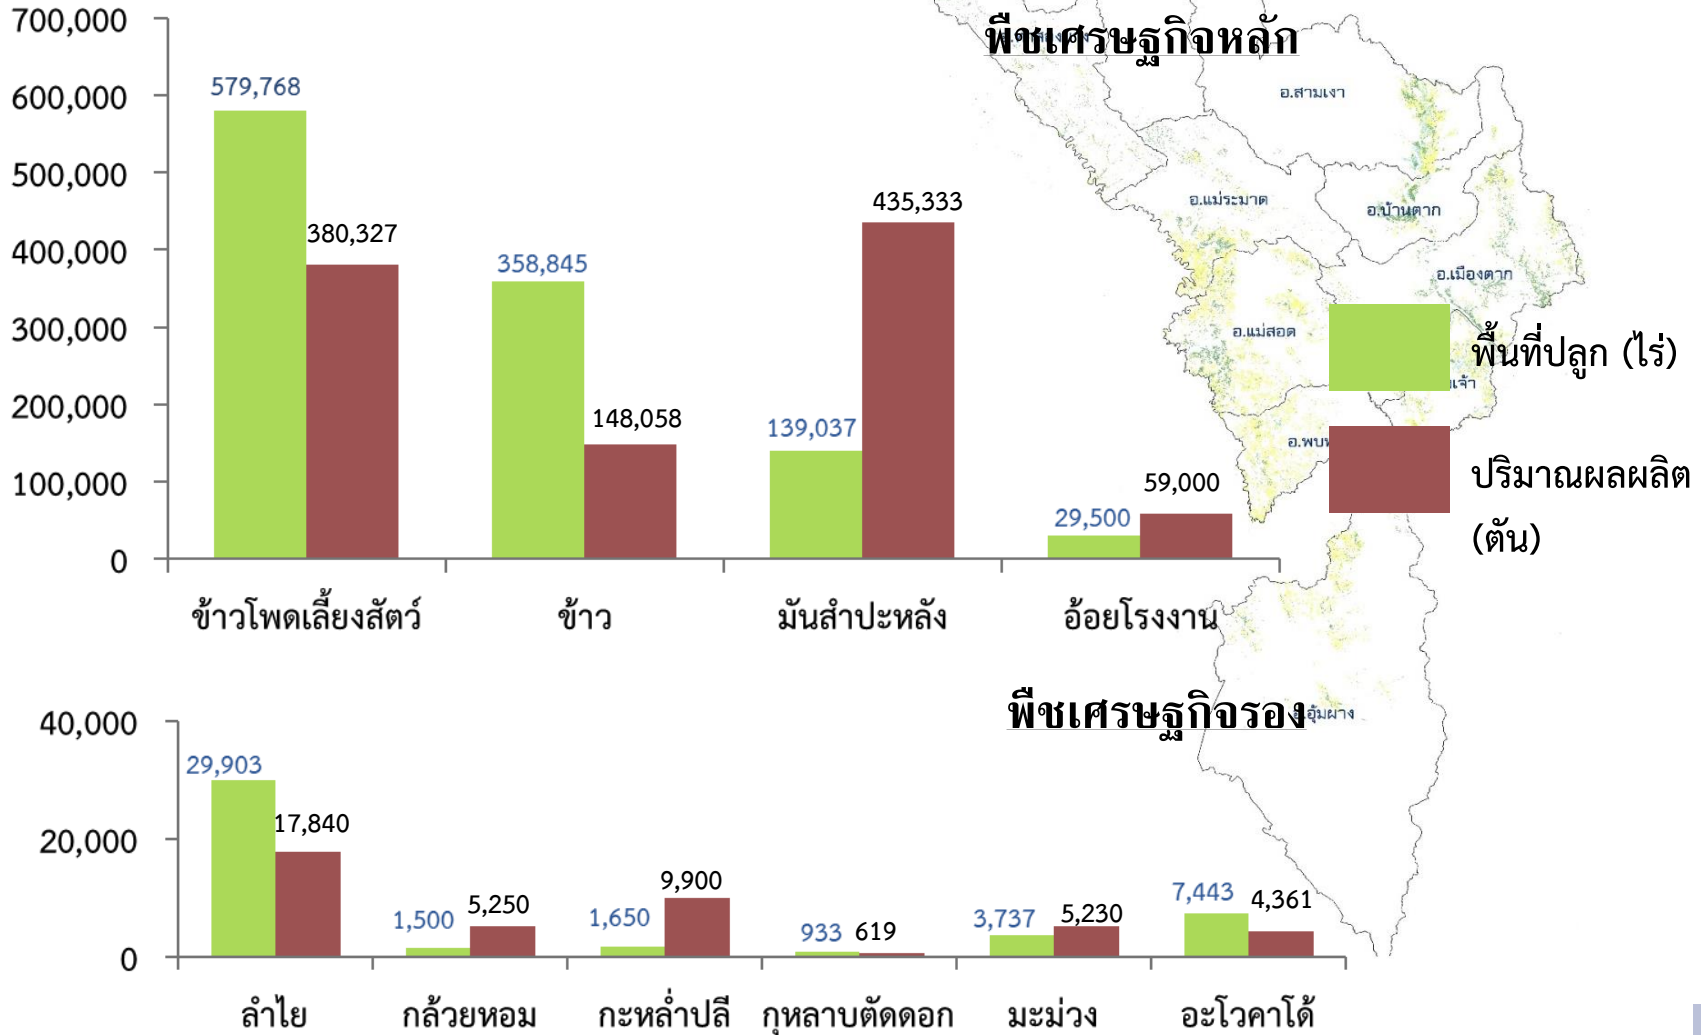 พืชเศรษฐกิจหลัก
700,000
600,000
500,000
400,000
300,000
200,000
100,000
0
579,768
380,327
358,845
148,058
139,037
435,333
29,500
59,000
ข้าวโพดเลี้ยงสัตว์
ข้าว
มันสำปะหลัง
อ้อยโรงงาน
อ.สามเงา
อ.แม่ระมาด
อ.บ้านตาก
อ.เมืองตาก
อ.แม่สอด
พื้นที่ปลูก (ไร่)
ปริมาณผลผลิต
(ตัน)
พืชเศรษฐกิจรอง
อ.อุ้มผาง
40,000
20,000
0
29,903
17,840
1,500
5,250
1,650
9,900
933
619
3,737
5,230
7,443
4,361
ลำไย
กล้วยหอม
กะหล่ำปลี
กุหลาบตัดดอก
มะม่วง
อะโวคาโด้